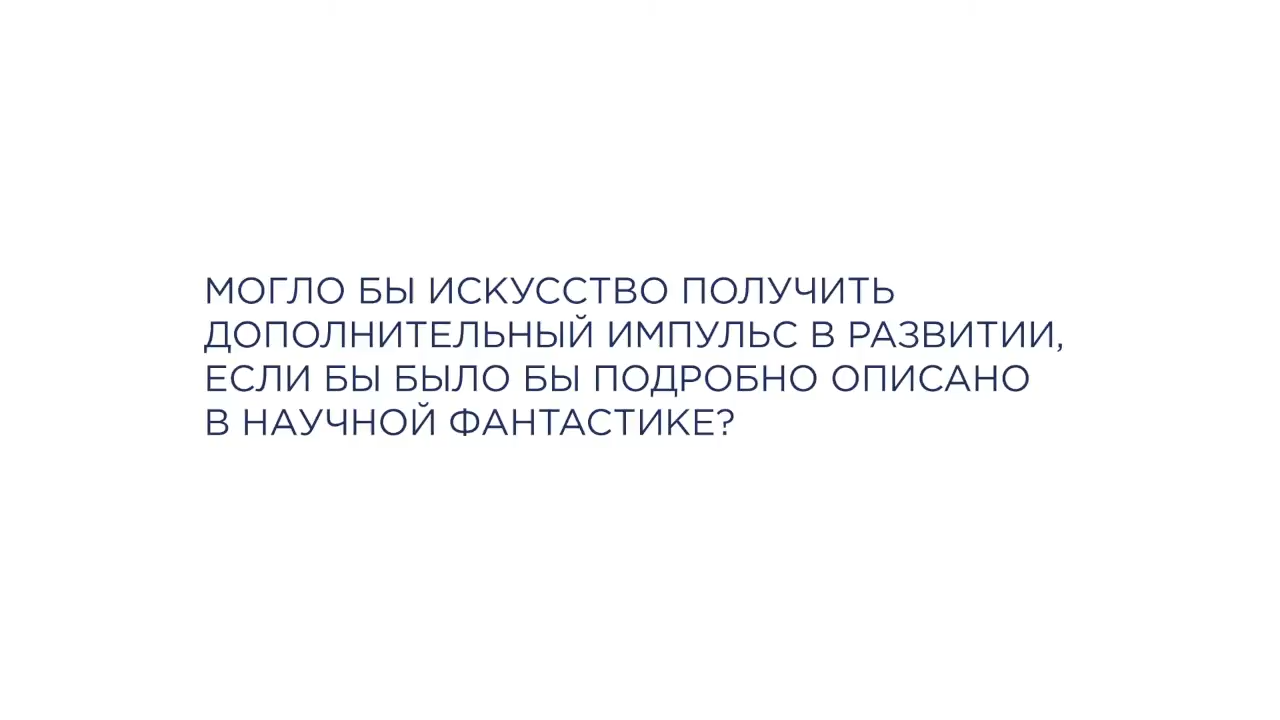 МОГЛО БЫ ИСКУССТВО ПОЛУЧИТЬ
ДОПОЛНИТЕЛЬНЫЙ ИМПУЛЬС В РАЗВИТИИ,
ЕСЛИ БЫ БЫЛО БЫ ПОДРОБНО ОПИСАНО
В НАУЧНОЙ ФАНТАСТИКЕ?